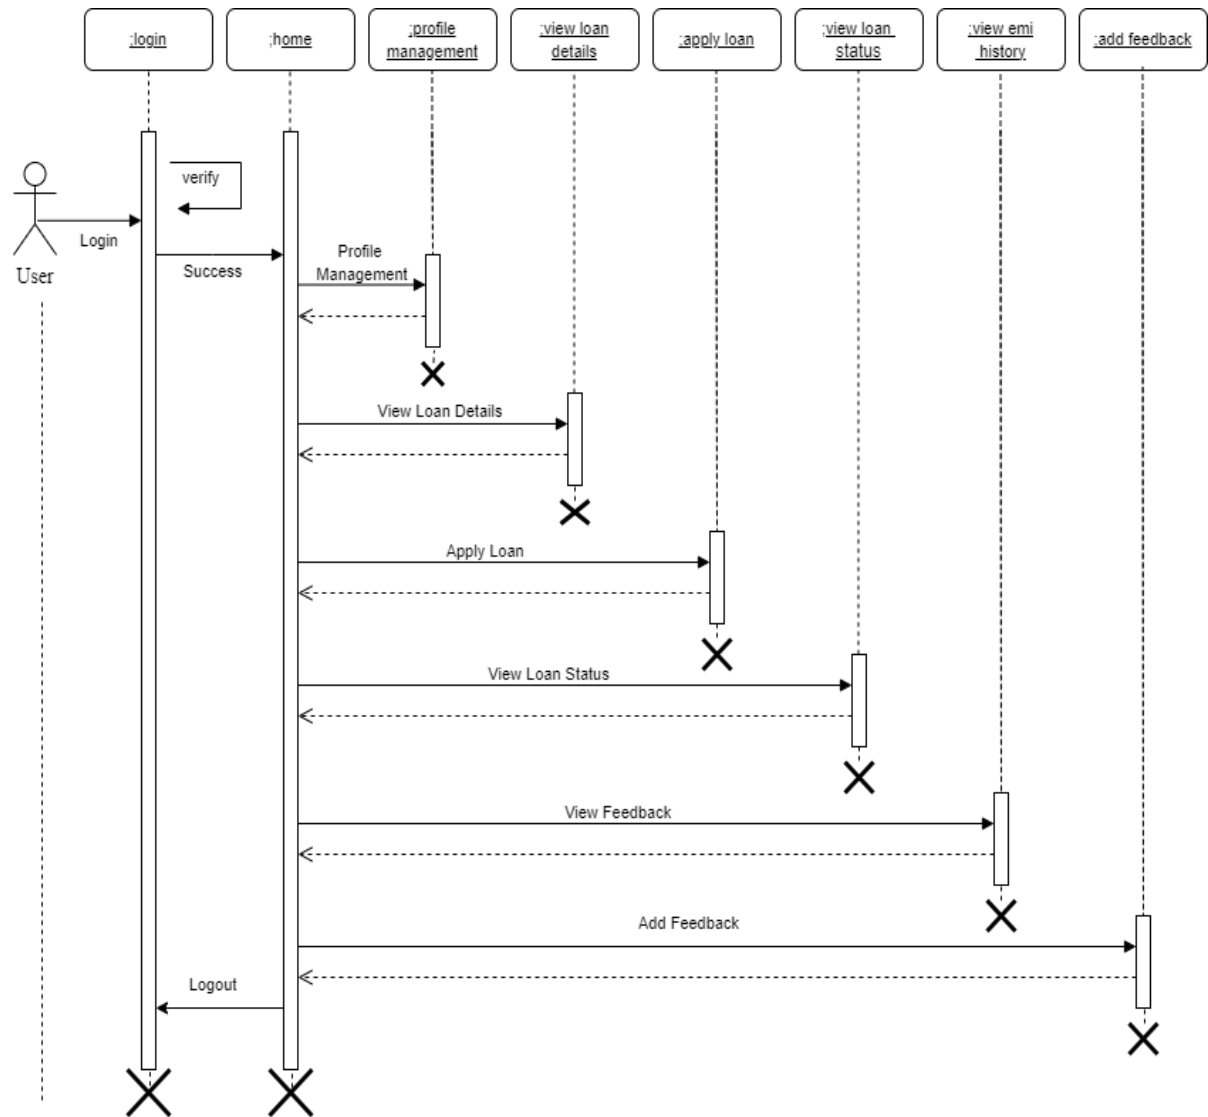 :login
;home
:profile
management
:view loan
details
:apply loan
:view loan
status
:view emi
history
:add feedback
verify
Login
User
Success
Profile
Management
View Loan Details
Apply Loan
View Loan Status
View Feedback
Add Feedback
Logout